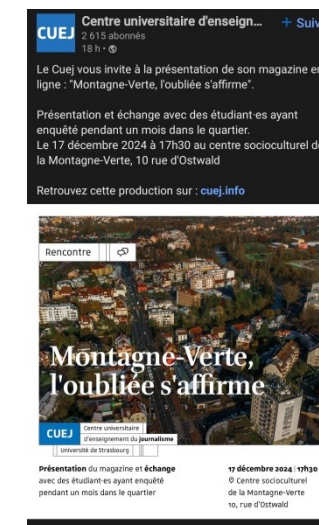 Centre universitaire d'enseign...
+ Suiv
CUEJ
2 615 abonnés
18 h •
Le Cuej vous invite à la présentation de son magazine en
ligne : "Montagne-Verte, l'oubliée s'affirme".
Présentation et échange avec des étudiant·es ayant
enquêté pendant un mois dans le quartier.
Le 17 décembre 2024 à 17h30 au centre socioculturel de
la Montagne-Verte, 10 rue d'Ostwald
Retrouvez cette production sur : cuej.info
Rencontre
Montagne-Verte,
l'oubliée s'affirme
CUEJ
Centre universitaire
d'enseignement du journalisme
Université de Strasbourg
Présentation du magazine et échange
avec des étudiant·es ayant enquêté
pendant un mois dans le quartier
17 décembre 2024 | 17h30
Centre socioculturel
de la Montagne-Verte
10, rue d'Ostwald